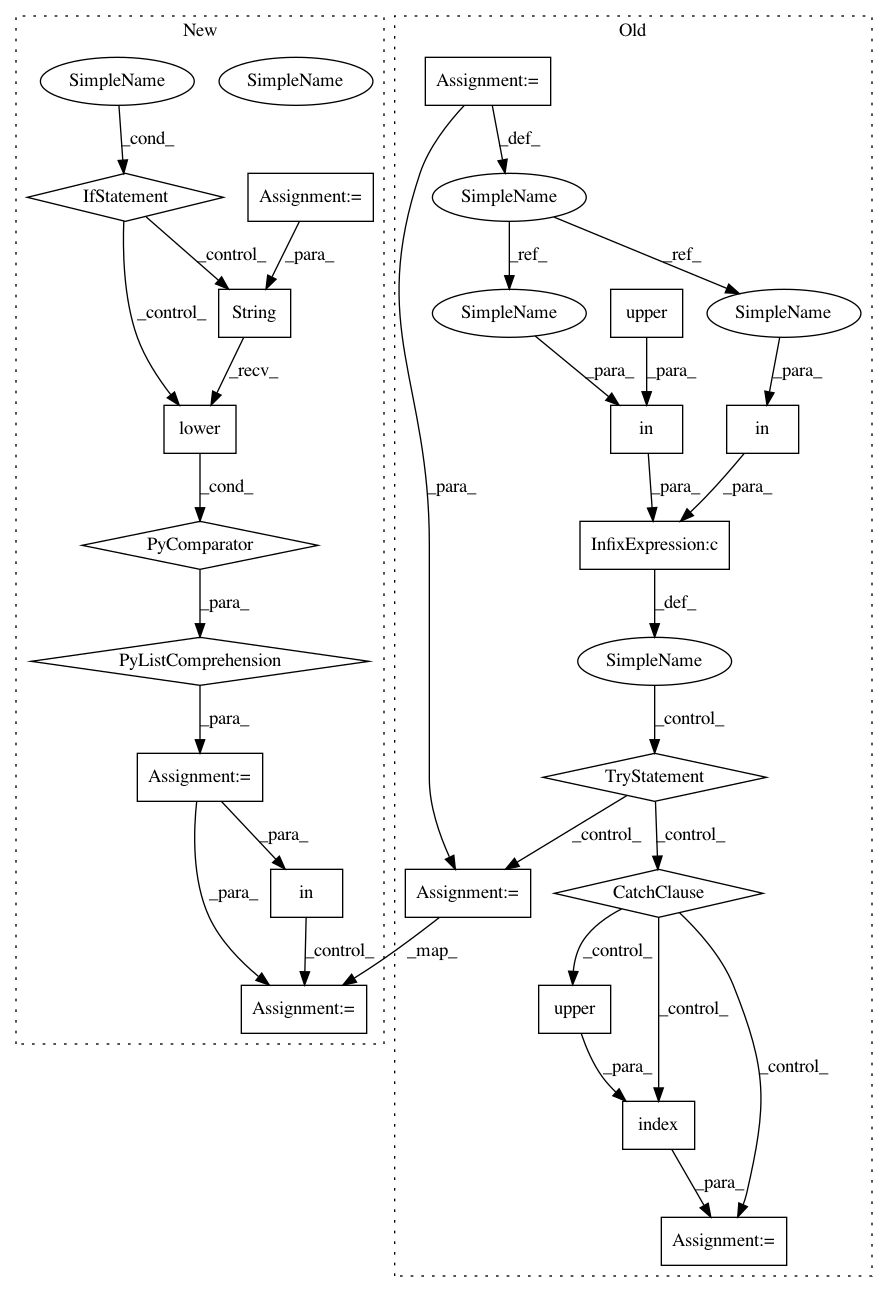 New
Old
SimpleName
SimpleName
Assignment:=
_cond_
_def_
IfStatement
Assignment:=
SimpleName
_control_
_para_
_ref_
_ref_
_control_
String
SimpleName
upper
SimpleName
_recv_
_para_
_para_
_para_
lower
in
in
_cond_
_para_
_para_
_para_
PyComparator
InfixExpression:c
_para_
_def_
PyListComprehension
SimpleName
_para_
_control_
Assignment:=
TryStatement
_para_
_control_
_control_
_para_
in
Assignment:=
CatchClause
_control_
_map_
_control_
_control_
_control_
Assignment:=
upper
_para_
index
_para_
Assignment:=